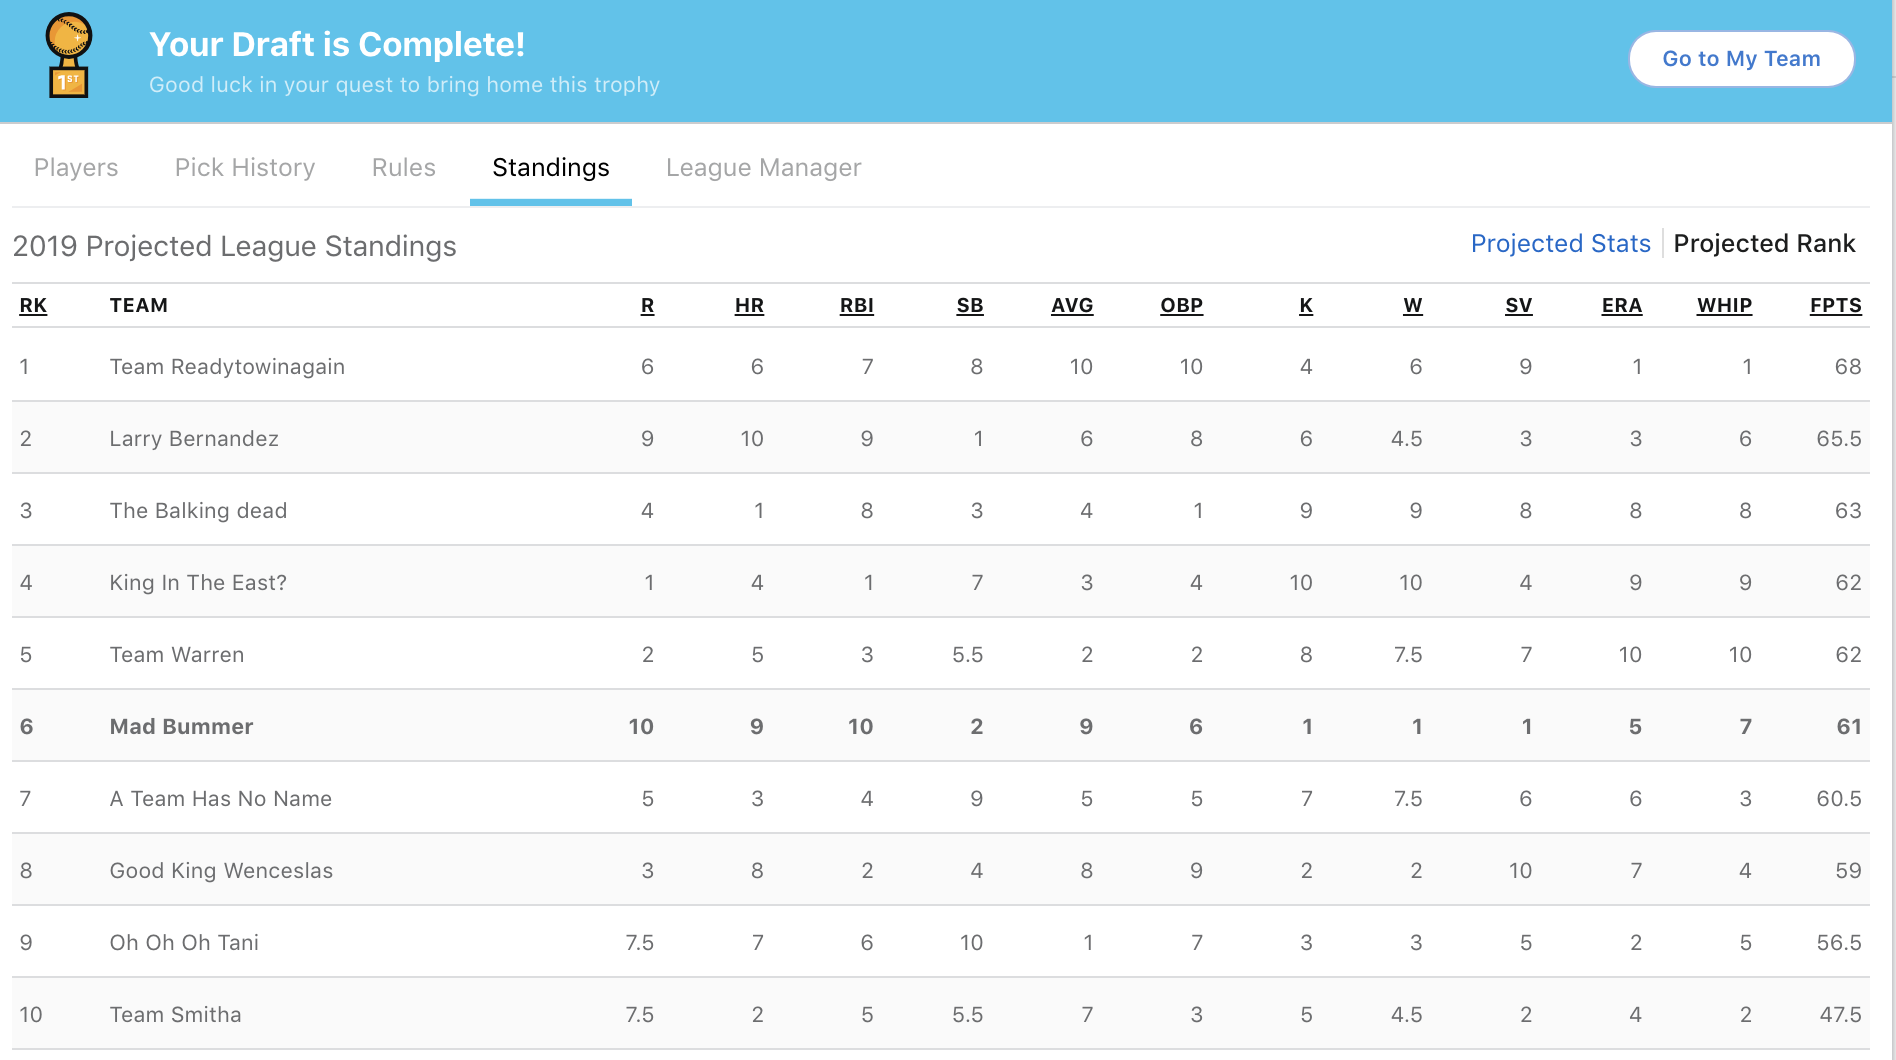 1ST
Your Draft is Complete!
Good luck in your quest to bring home this trophy
Go to My Team
Players Pick History Rules Standings League Manager
2019 Projected League Standings
Projected Stats Projected Rank
RK TEAM R HR RBI SB AVG OBP K W SV ERA WHIP FPTS
1 Team Readytowinagain 6 6 7 8 10 10 4 6 9 1 1 68
2 Larry Bernandez 9 10 9 1 6 8 6 4.5 3 3 6 65.5
3 The Balking dead 4 1 8 3 4 1 9 9 8 8 8 63
4 King In The East? 1 4 1 7 3 4 10 10 4 9 9 62
5 Team Warren 2 5 3 5.5 2 2 8 7.5 7 10 10 62
6 Mad Bummer 10 9 10 2 9 6 1 1 1 5 7 61
7 A Team Has No Name 5 3 4 9 5 5 7 7.5 6 6 3 60.5
8 Good King Wenceslas 3 8 2 4 8 9 2 2 10 7 4 59
9 Oh Oh Oh Tani 7.5 7 6 10 1 7 3 3 5 2 5 56.5
10 Team Smitha 7.5 2 5 5.5 7 3 5 4.5 2 4 2 47.5